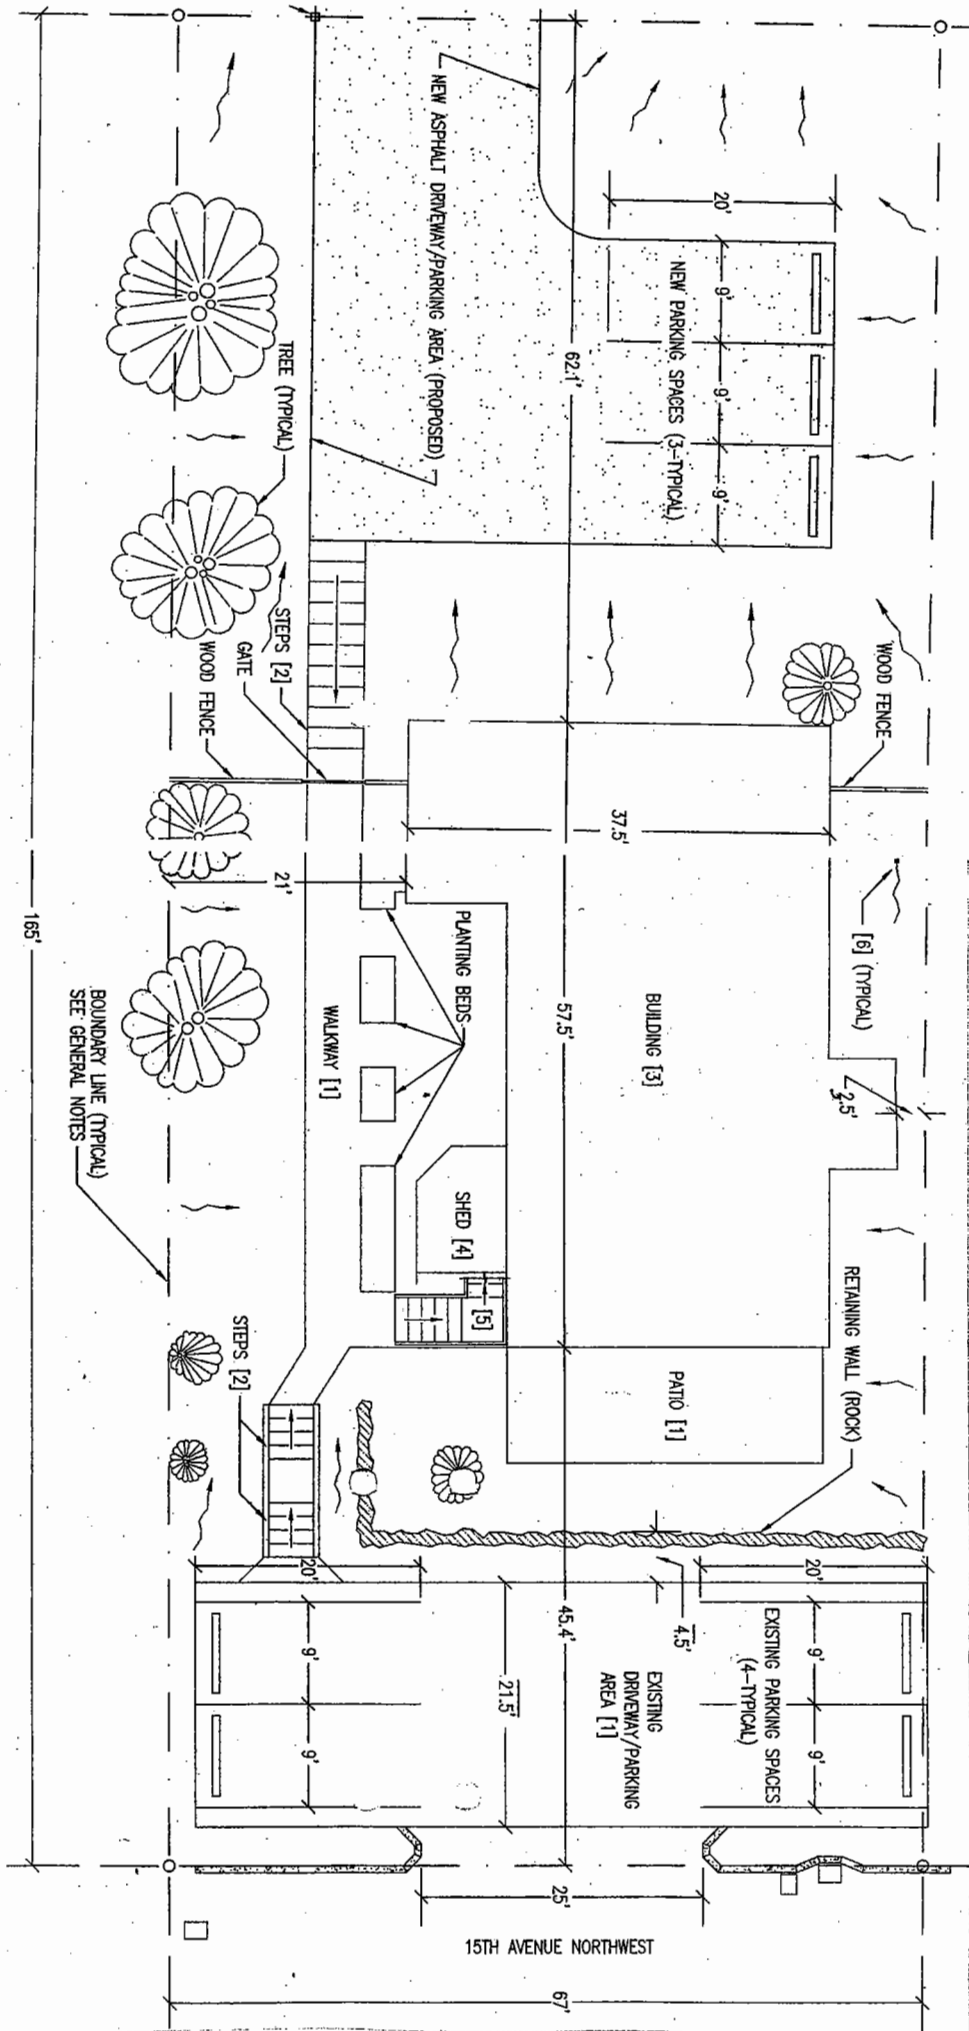 NEW ASPHALT DRIVEWAY/PARKING AREA (PROPOSED)
20'
NEW PARKING SPACES (3-TYPICAL)
9'
9'
9'
62.1'
TREE (TYPICAL)
STEPS [2]
GATE
WOOD FENCE
WOOD FENCE
37.5'
21'
[6] (TYPICAL)
165'
PLANTING BEDS
WALKWAY [1]
57.5'
BUILDING [3]
2.5'
BOUNDARY LINE (TYPICAL)
SEE GENERAL NOTES
SHED [4]
[5]
RETAINING WALL (ROCK)
STEPS [2]
PATIO [1]
20'
20'
4.5'
45.4'
9'
9'
21.5'
EXISTING
DRIVEWAY/PARKING
AREA [1]
EXISTING PARKING SPACES
(4-TYPICAL)
9'
9'
25'
15TH AVENUE NORTHWEST
67'